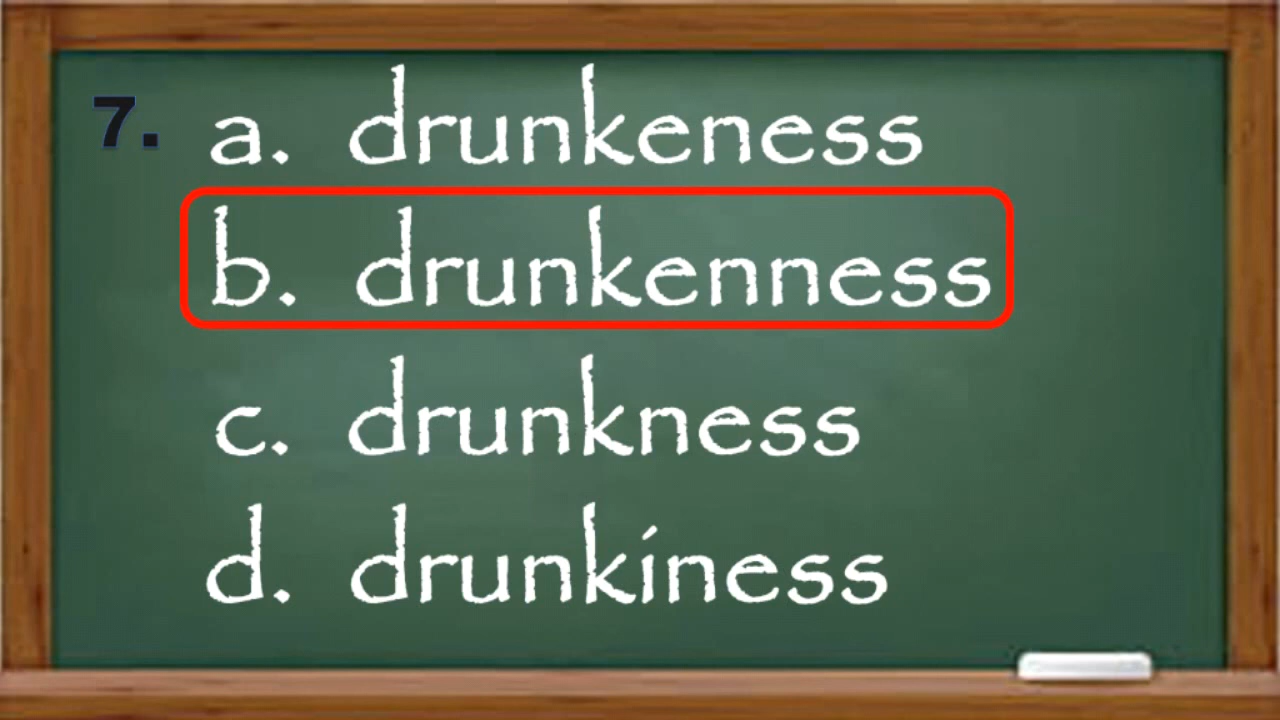 7. a. drunkeness
b. drunkenness
c. drunkness
d. drunkiness